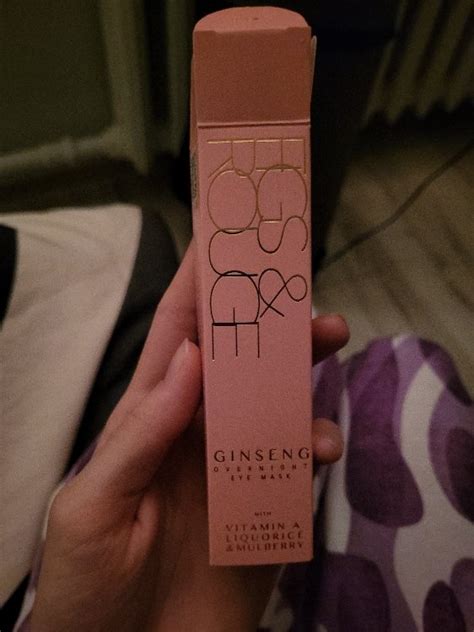 FIGS &
ROUGE
GINSENG
OVERNIGHT
EYE MASK
WITH
VITAMIN A
LIQUORICE
& MULBERRY